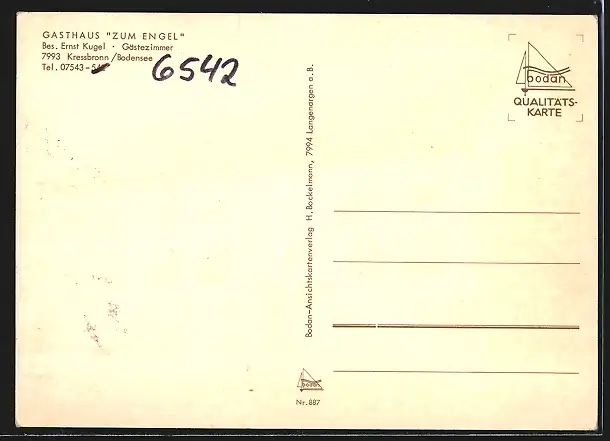 GASTHAUS "ZUM ENGEL"
Bes. Ernst Kugel · Gästezimmer
7993 Kressbronn/Bodensee
Tel. 07543-
6542
Bodan-Ansichtskartenverlag H. Bockelmann, 7994 Langenargen a. B.
bodan
QUALITÄTS-
KARTE
bodan
Nr. 887